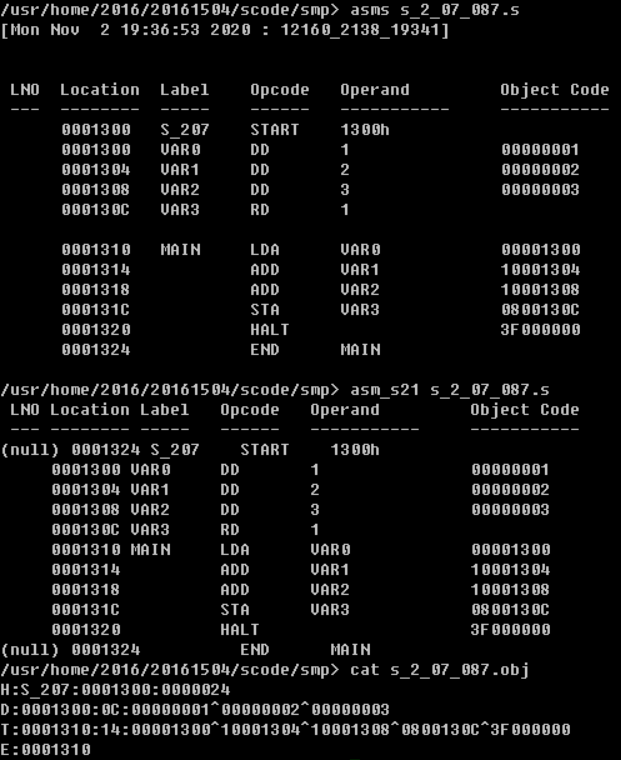 /usr/home/2016/20161504/scode/smp> asms s_2_07_087.s
[Mon Nov  2 19:36:53 2020 : 12160_2138_19341]
LNO  Location  Label    Opcode   Operand         Object Code
---  --------  -----    ------   -----------     -----------
0001300   S_207    START    1300h
0001300   VAR0     DD       1               00000001
0001304   VAR1     DD       2               00000002
0001308   VAR2     DD       3               00000003
000130C   VAR3     RD       1
0001310   MAIN     LDA      VAR0            00001300
0001314            ADD      VAR1            10001304
0001318            ADD      VAR2            10001308
000131C            STA      VAR3            0800130C
0001320            HALT                     3F000000
0001324            END      MAIN
/usr/home/2016/20161504/scode/smp> asm_s21 s_2_07_087.s
LNO Location Label   Opcode   Operand         Object Code
--- -------- -----   ------   -----------     -----------
(null) 0001324 S_207    START    1300h
0001300 VAR0     DD       1               00000001
0001304 VAR1     DD       2               00000002
0001308 VAR2     DD       3               00000003
000130C VAR3     RD       1
0001310 MAIN     LDA      VAR0            00001300
0001314          ADD      VAR1            10001304
0001318          ADD      VAR2            10001308
000131C          STA      VAR3            0800130C
0001320          HALT                     3F000000
(null) 0001324          END      MAIN
/usr/home/2016/20161504/scode/smp> cat s_2_07_087.obj
H:S_207:0001300:0000024
D:0001300:0C:00000001^00000002^00000003
T:0001310:14:00001300^10001304^10001308^0800130C^3F000000
E:0001310